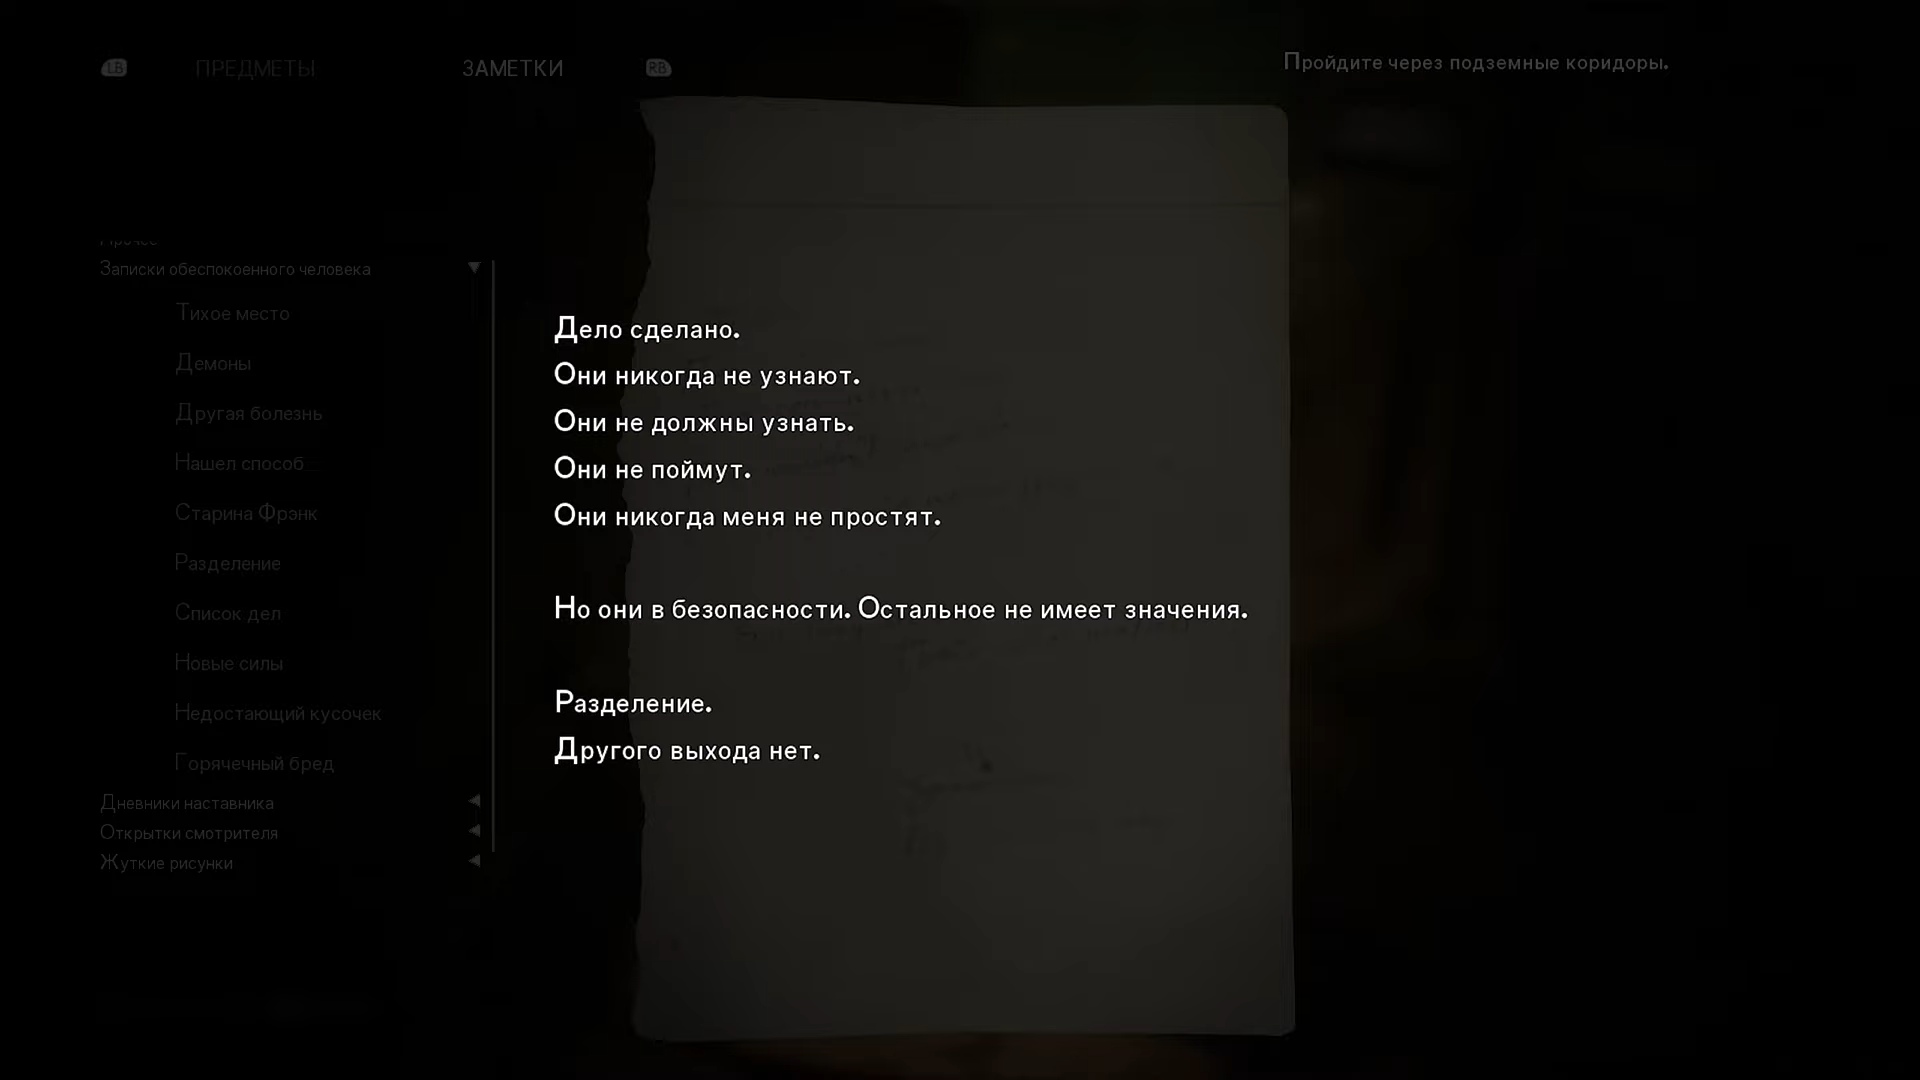 LB ПРЕДМЕТЫ ЗАМЕТКИ RB
Пройдите через подземные коридоры.
Прочее
Записки обеспокоенного человека
Тихое место
Демоны
Другая болезнь
Нашел способ...
Старина Фрэнк
Разделение
Список дел
Новые силы
Недостающий кусочек
Горячечный бред
Дневники наставника
Открытки смотрителя
Жуткие рисунки
Дело сделано.
Они никогда не узнают.
Они не должны узнать.
Они не поймут.
Они никогда меня не простят.
Но они в безопасности. Остальное не имеет значения.
Разделение.
Другого выхода нет.